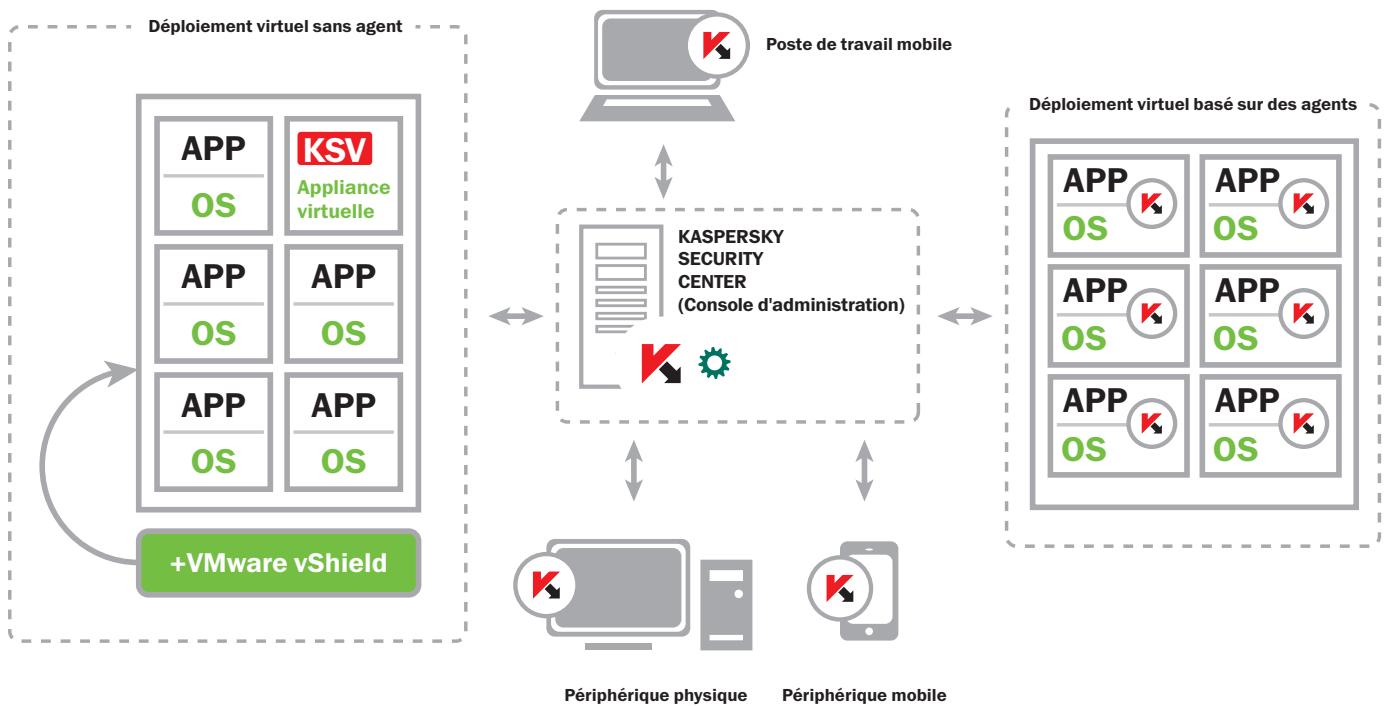 Déploiement virtuel sans agent
APP
OS
KSV
Appliance
virtuelle
APP
OS
APP
OS
APP
OS
APP
OS
+VMware vShield
Poste de travail mobile
KASPERSKY
SECURITY
CENTER
(Console d'administration)
Périphérique physique
Périphérique mobile
Déploiement virtuel basé sur des agents
APP
OS
APP
OS
APP
OS
APP
OS
APP
OS
APP
OS